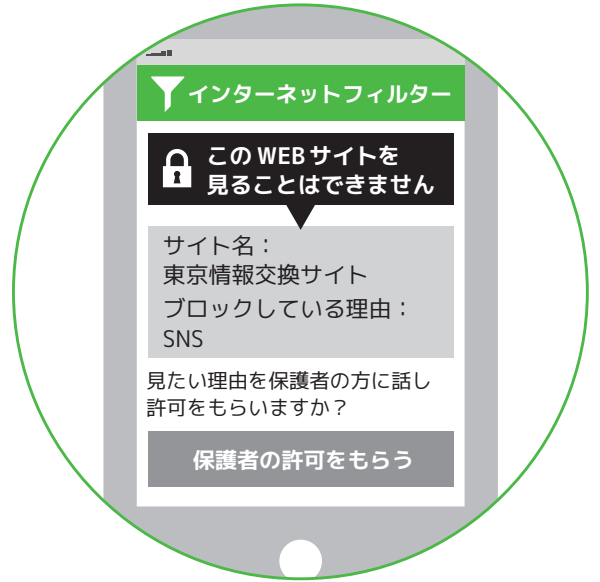 インターネットフィルター
この WEB サイトを
見ることはできません
サイト名：
東京情報交換サイト
ブロックしている理由：
SNS
見たい理由を保護者の方に話し
許可をもらいますか？
保護者の許可をもらう